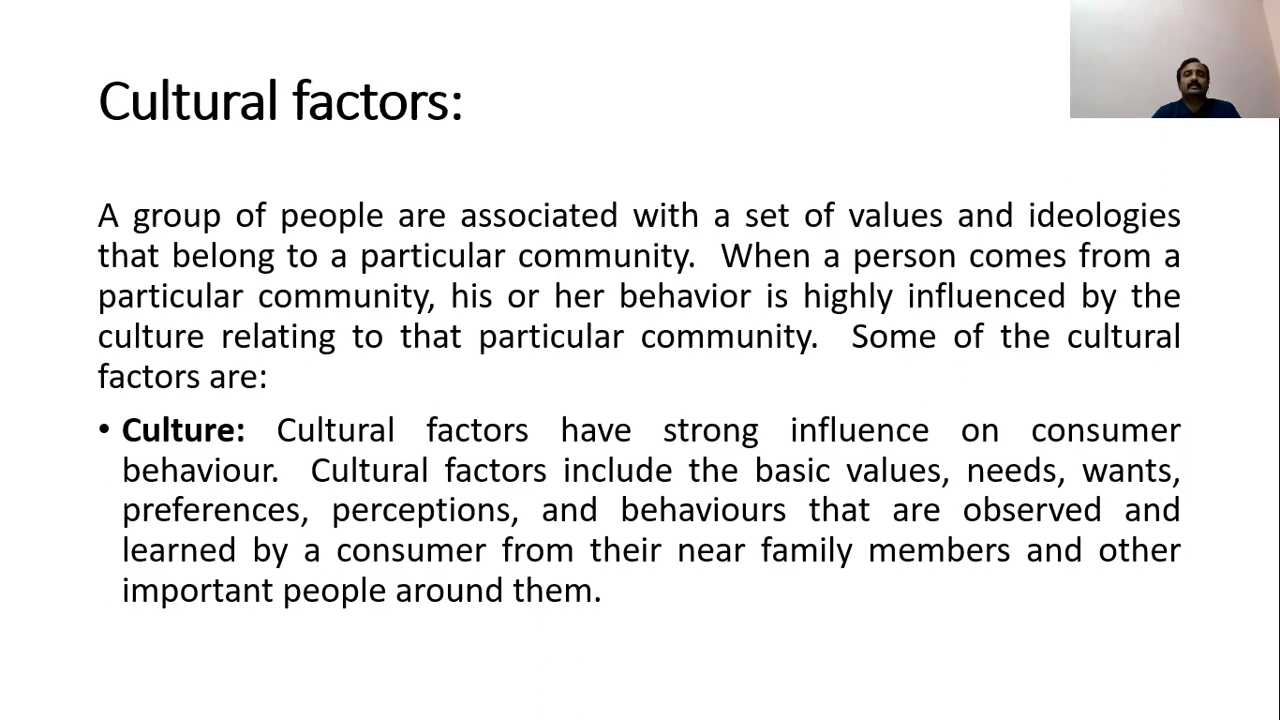 Cultural factors:
A group of people are associated with a set of values and ideologies
that belong to a particular community.  When a person comes from a
particular community, his or her behavior is highly influenced by the
culture relating to that particular community.  Some of the cultural
factors are:
• Culture: Cultural factors have strong influence on consumer
behaviour.  Cultural factors include the basic values, needs, wants,
preferences, perceptions, and behaviours that are observed and
learned by a consumer from their near family members and other
important people around them.